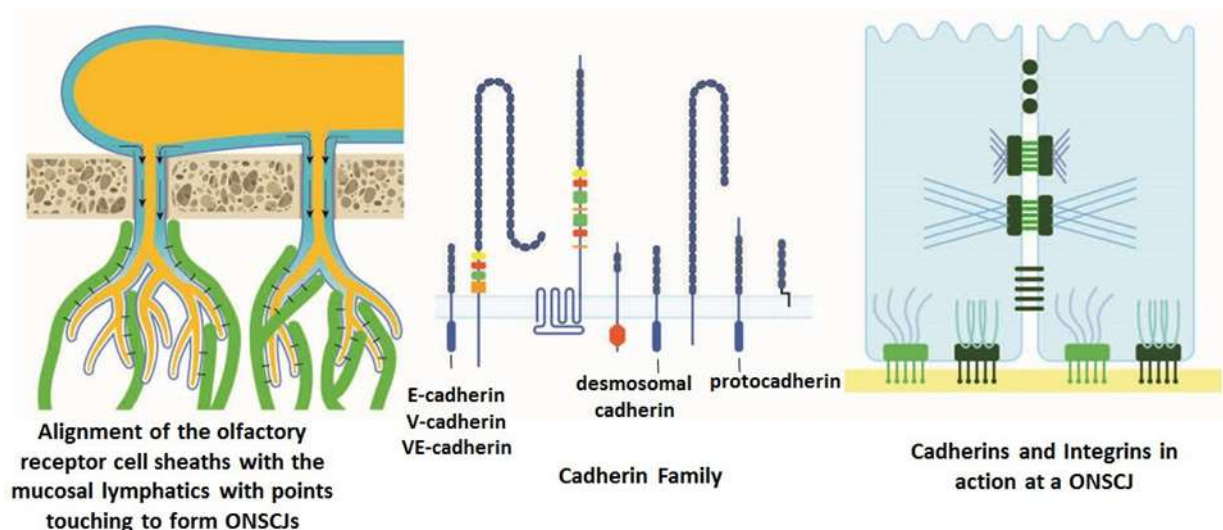 Alignment of the olfactory
receptor cell sheaths with the
mucosal lymphatics with points
touching to form ONSCJs
E-cadherin
V-cadherin
VE-cadherin
desmosomal
cadherin
protocadherin
Cadherin Family
Cadherins and Integrins in
action at a ONSCJ